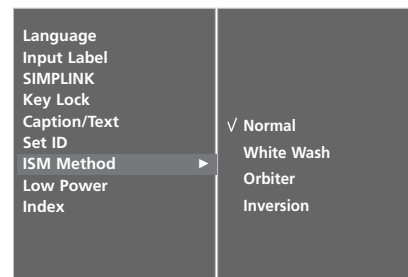 Language
Input Label
SIMPLINK
Key Lock
Caption/Text
Set ID
ISM Method ►
Low Power
Index
√ Normal
White Wash
Orbiter
Inversion